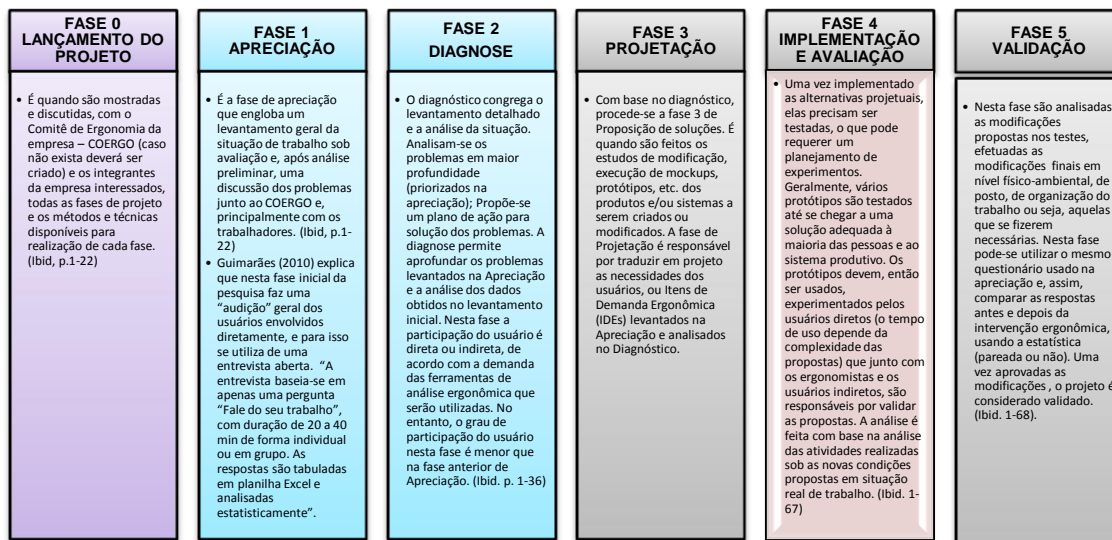 FASE 0
LANÇAMENTO DO
PROJETO
• É quando são mostradas
e discutidas, com o
Comitê de Ergonomia da
empresa – COERGO (caso
não exista deverá ser
criado) e os integrantes
da empresa interessados,
todas as fases de projeto
e os métodos e técnicas
disponíveis para
realização de cada fase.
(Ibid, p.1-22)
FASE 1
APRECIAÇÃO
• É a fase de apreciação
que engloba um
levantamento geral da
situação de trabalho sob
avaliação e, após análise
preliminar, uma
discussão dos problemas
junto ao COERGO e,
principalmente com os
trabalhadores. (Ibid, p.1-
22)
• Guimarães (2010) explica
que nesta fase inicial da
pesquisa faz uma
“audição” geral dos
usuários envolvidos
diretamente, e para isso
se utiliza de uma
entrevista aberta. “A
entrevista baseia-se em
apenas uma pergunta
“Fale do seu trabalho”,
com duração de 20 a 40
min de forma individual
ou em grupo. As
respostas são tabuladas
em planilha Excel e
analisadas
estatisticamente”.
FASE 2
DIAGNOSE
• O diagnóstico congrega o
levantamento detalhado
e a análise da situação.
Analisam-se os
problemas em maior
profundidade
(priorizados na
apreciação); Propõe-se
um plano de ação para
solução dos problemas. A
diagnose permite
aprofundar os problemas
levantados na Apreciação
e a análise dos dados
obtidos no levantamento
inicial. Nesta fase a
participação do usuário é
direta ou indireta, de
acordo com a demanda
das ferramentas de
análise ergonômica que
serão utilizadas. No
entanto, o grau de
participação do usuário
nesta fase é menor que
na fase anterior de
Apreciação. (Ibid. p. 1-36)
FASE 3
PROJETAÇÃO
• Com base no diagnóstico,
procede-se a fase 3 de
Proposição de soluções. É
quando são feitos os
estudos de modificação,
execução de mockups,
protótipos, etc. dos
produtos e/ou sistemas a
serem criados ou
modificados. A fase de
Projetação é responsável
por traduzir em projeto
as necessidades dos
usuários, ou Itens de
Demanda Ergonômica
(IDEs) levantados na
Apreciação e analisados
no Diagnóstico.
FASE 4
IMPLEMENTAÇÃO
E AVALIAÇÃO
• Uma vez implementado
as alternativas projetuais,
elas precisam ser
testadas, o que pode
requerer um
planejamento de
experimentos.
Geralmente, vários
protótipos são testados
até se chegar a uma
solução adequada à
maioria das pessoas e ao
sistema produtivo. Os
protótipos devem, então
ser usados,
experimentados pelos
usuários diretos (o tempo
de uso depende da
complexidade das
propostas) que junto com
os ergonomistas e os
usuários indiretos, são
responsáveis por validar
as propostas. A análise é
feita com base na análise
das atividades realizadas
sob as novas condições
propostas em situação
real de trabalho. (Ibid. 1-
67)
FASE 5
VALIDAÇÃO
• Nesta fase são analisadas
as modificações
propostas nos testes,
efetuadas as
modificações finais em
nível físico-ambiental, de
posto, de organização do
trabalho ou seja, aquelas
que se fizerem
necessárias. Nesta fase
pode-se utilizar o mesmo
questionário usado na
apreciação e, assim,
comparar as respostas
antes e depois da
intervenção ergonômica,
usando a estatística
(pareada ou não). Uma
vez aprovadas as
modificações , o projeto é
considerado validado.
(Ibid. 1-68).